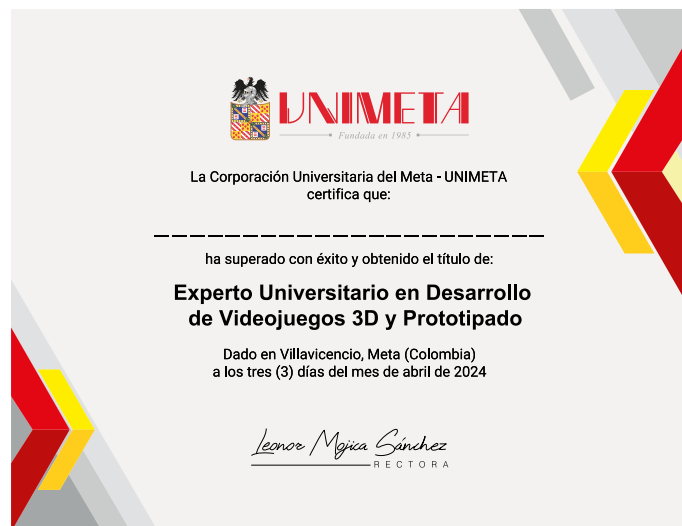 UNIMETA
Fundada en 1985
La Corporación Universitaria del Meta - UNIMETA
certifica que:
ha superado con éxito y obtenido el título de:
Experto Universitario en Desarrollo
de Videojuegos 3D y Prototipado
Dado en Villavicencio, Meta (Colombia)
a los tres (3) días del mes de abril de 2024
Leonor Mojica Sánchez
RECTORA